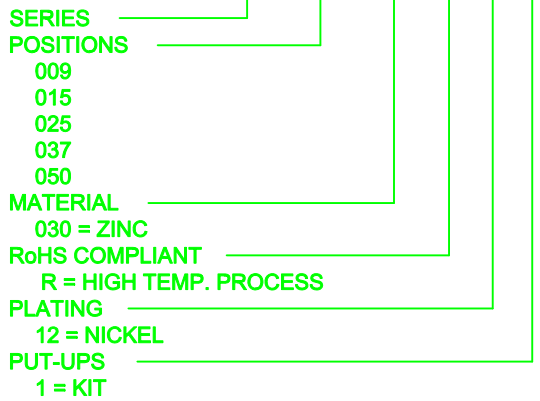 SERIES
POSITIONS
009
015
025
037
050
MATERIAL
030 = ZINC
RoHS COMPLIANT
R = HIGH TEMP. PROCESS
PLATING
12 = NICKEL
PUT-UPS
1 = KIT